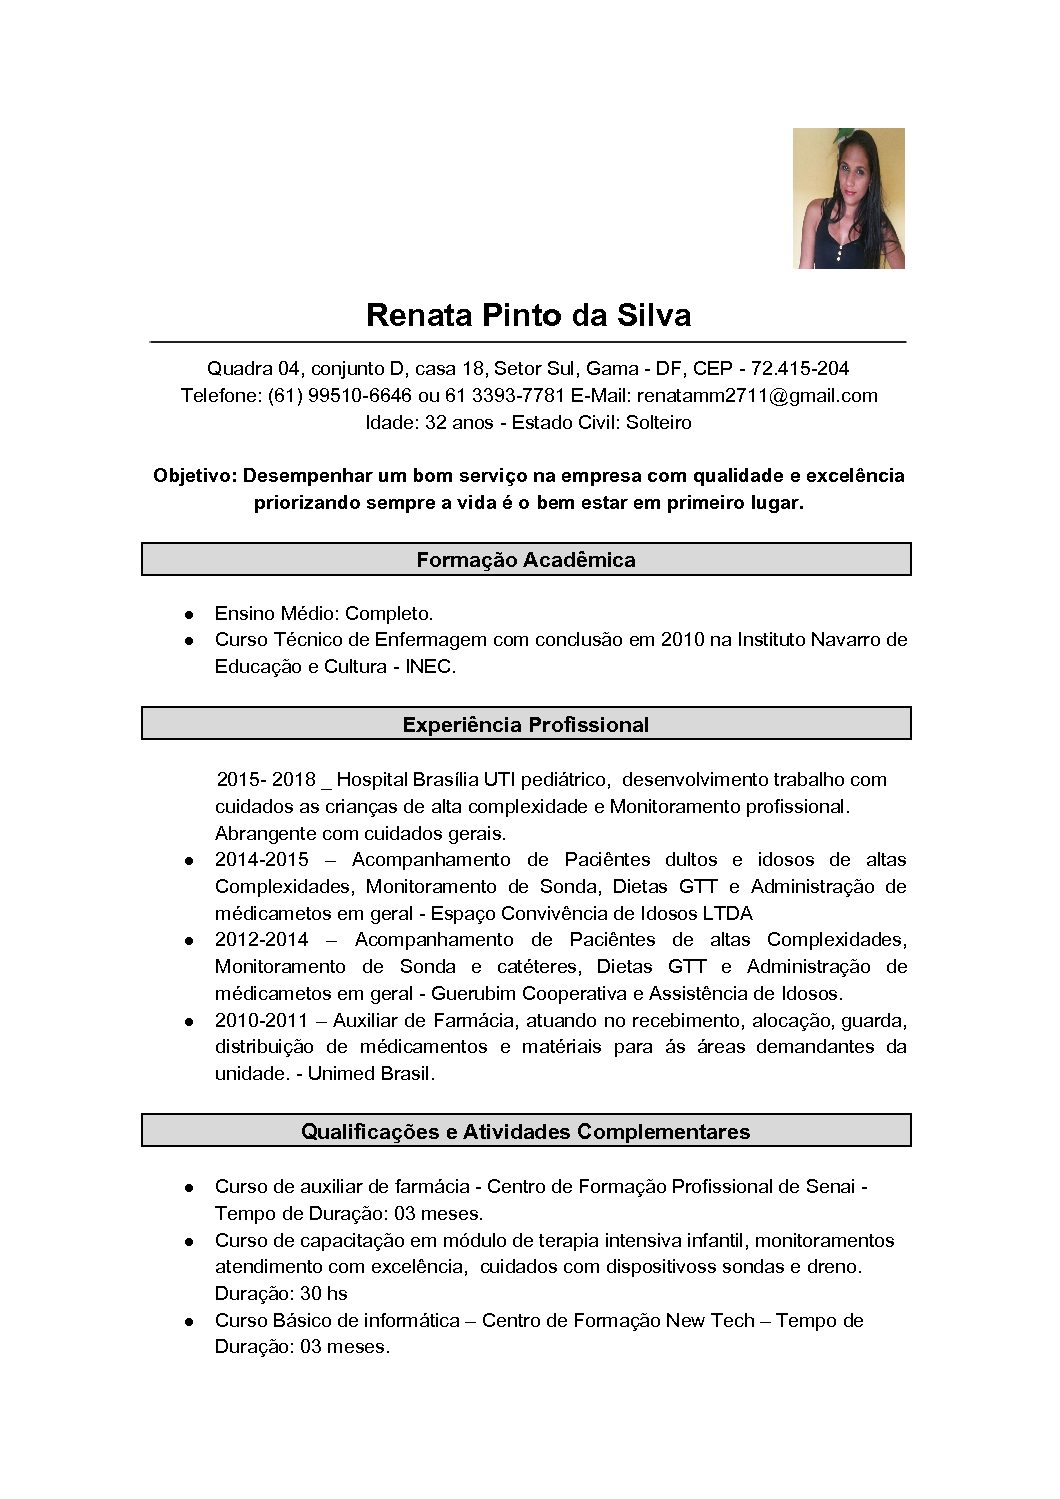 Renata Pinto da Silva
Quadra 04, conjunto D, casa 18, Setor Sul, Gama - DF, CEP - 72.415-204
Telefone: (61) 99510-6646 ou 61 3393-7781 E-Mail: renatamm2711@gmail.com
Idade: 32 anos - Estado Civil: Solteiro
Objetivo: Desempenhar um bom serviço na empresa com qualidade e excelência
priorizando sempre a vida é o bem estar em primeiro lugar.
Formação Acadêmica
● Ensino Médio: Completo.
● Curso Técnico de Enfermagem com conclusão em 2010 na Instituto Navarro de
Educação e Cultura - INEC.
Experiência Profissional
2015- 2018 _ Hospital Brasília UTI pediátrico,  desenvolvimento trabalho com
cuidados as crianças de alta complexidade e Monitoramento profissional.
Abrangente com cuidados gerais.
● 2014-2015 – Acompanhamento de Paciêntes dultos e idosos de altas
Complexidades, Monitoramento de Sonda, Dietas GTT e Administração de
médicametos em geral - Espaço Convivência de Idosos LTDA
● 2012-2014 – Acompanhamento de Paciêntes de altas Complexidades,
Monitoramento de Sonda e catéteres, Dietas GTT e Administração de
médicametos em geral - Guerubim Cooperativa e Assistência de Idosos.
● 2010-2011 – Auxiliar de Farmácia, atuando no recebimento, alocação, guarda,
distribuição de médicamentos e matériais para ás áreas demandantes da
unidade. - Unimed Brasil.
Qualificações e Atividades Complementares
● Curso de auxiliar de farmácia - Centro de Formação Profissional de Senai -
Tempo de Duração: 03 meses.
● Curso de capacitação em módulo de terapia intensiva infantil, monitoramentos
atendimento com excelência,  cuidados com dispositivoss sondas e dreno.
Duração: 30 hs
● Curso Básico de informática – Centro de Formação New Tech – Tempo de
Duração: 03 meses.